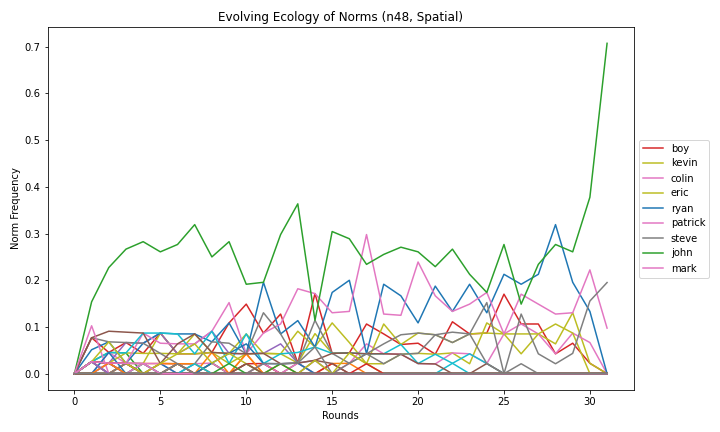 Evolving Ecology of Norms (n48, Spatial)
0.7
0.6
0.5
0.4
0.3
0.2
0.1
0.0
Norm Frequency
0 5 10 15 20 25 30
Rounds
boy
kevin
colin
eric
ryan
patrick
steve
john
mark